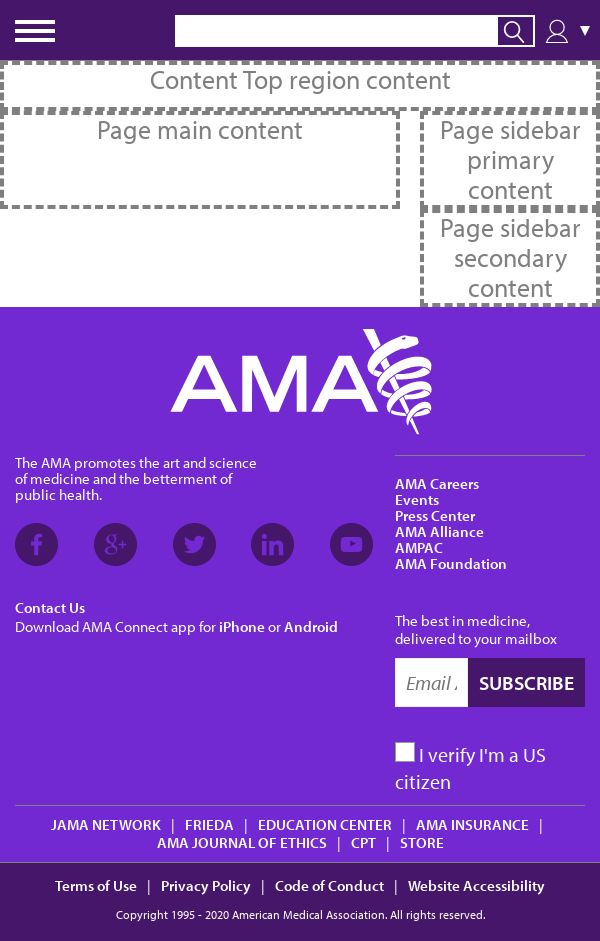 Content Top region content
Page main content
Page sidebar
primary
content
Page sidebar
secondary
content
AMA
The AMA promotes the art and science
of medicine and the betterment of
public health.
AMA Careers
Events
Press Center
AMA Alliance
AMPAC
AMA Foundation
Contact Us
Download AMA Connect app for iPhone or Android
The best in medicine,
delivered to your mailbox
Email A
SUBSCRIBE
I verify I'm a US
citizen
JAMA NETWORK | FRIEDA | EDUCATION CENTER | AMA INSURANCE |
AMA JOURNAL OF ETHICS | CPT | STORE
Terms of Use | Privacy Policy | Code of Conduct | Website Accessibility
Copyright 1995 - 2020 American Medical Association. All rights reserved.